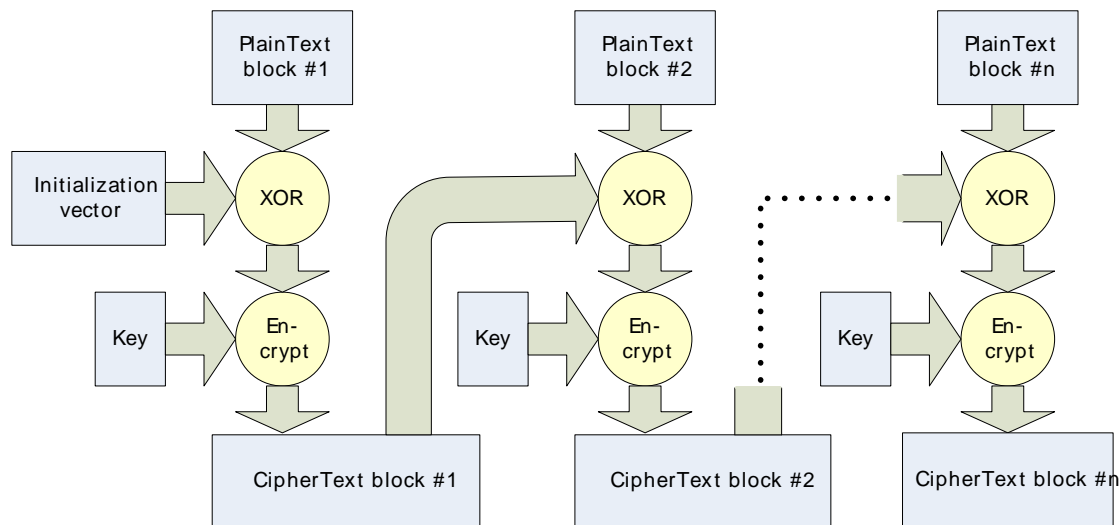 PlainText
block #1
PlainText
block #2
PlainText
block #n
Initialization
vector
XOR
XOR
XOR
Key
En-
crypt
Key
En-
crypt
Key
En-
crypt
CipherText block #1
CipherText block #2
CipherText block #n